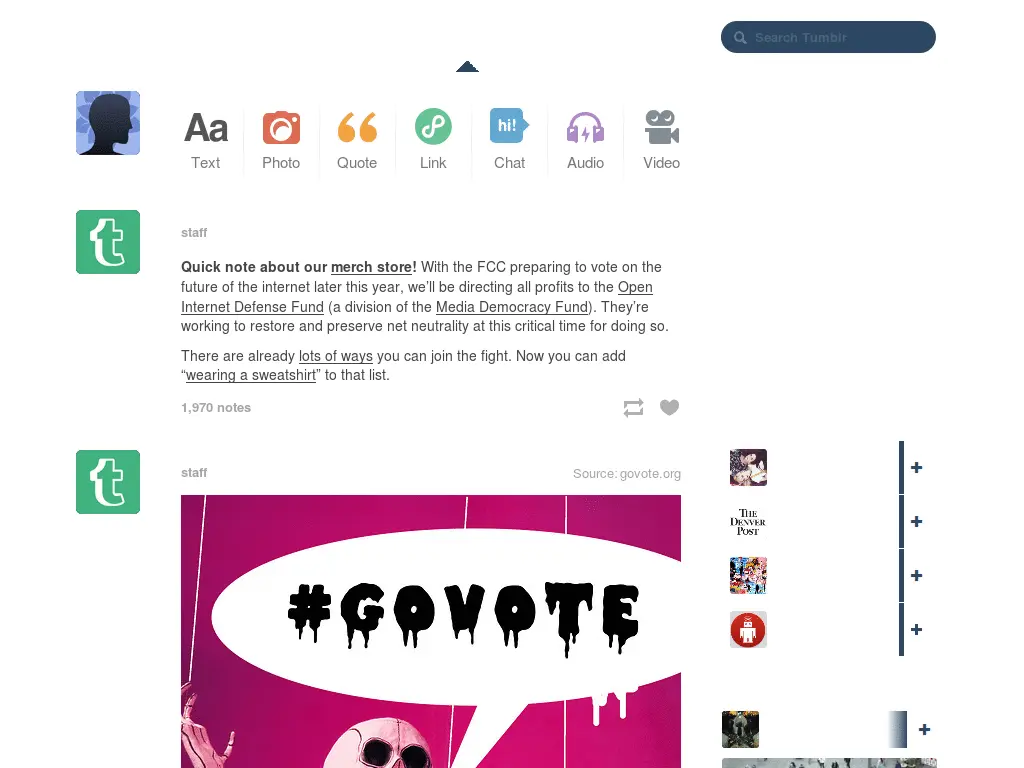 Search Tumblr
Aa
hi!
Text Photo Quote Link Chat Audio Video
t
staff
Quick note about our merch store! With the FCC preparing to vote on the
future of the internet later this year, we’ll be directing all profits to the Open
Internet Defense Fund (a division of the Media Democracy Fund). They’re
working to restore and preserve net neutrality at this critical time for doing so.
There are already lots of ways you can join the fight. Now you can add
“wearing a sweatshirt” to that list.
1,970 notes
t
staff
Source: govote.org
#GOVOTE
THE
DENVER
POST